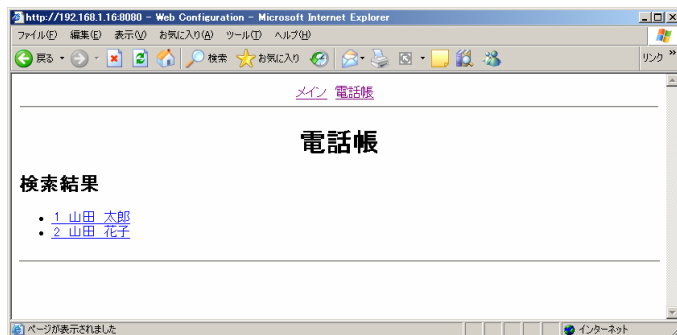 http://192.168.1.16:8080 - Web Configuration - Microsoft Internet Explorer
ファイル(F) 編集(E) 表示(V) お気に入り(A) ツール(T) ヘルプ(H)
戻る 検索 お気に入り リンク »
メイン 電話帳
電話帳
検索結果
• 1 山田 太郎
• 2 山田 花子
ページが表示されました インターネット